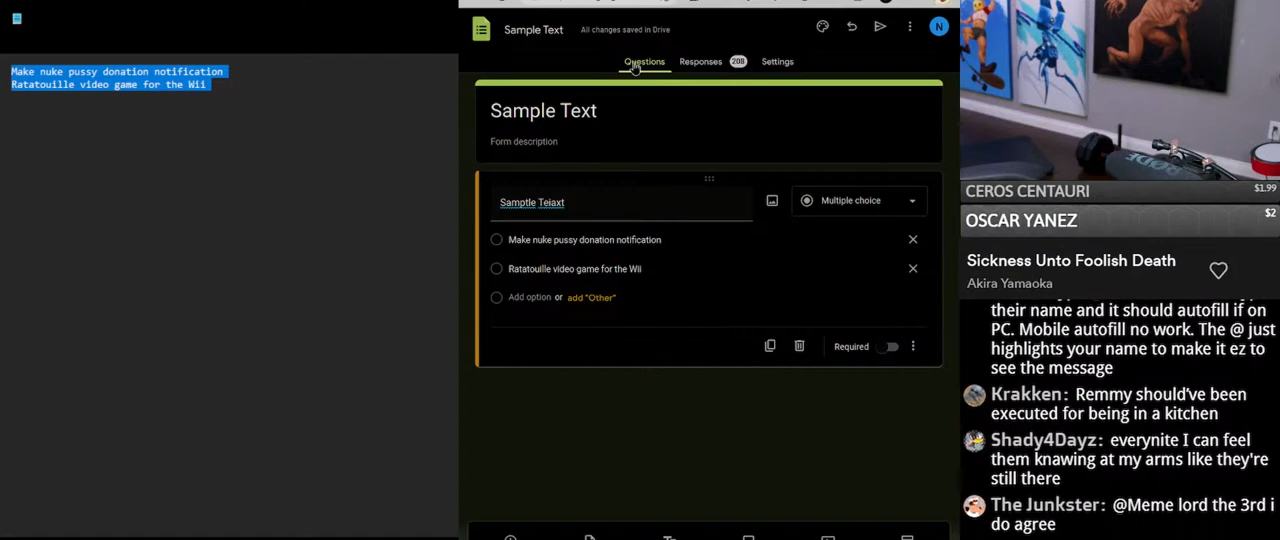 Make nuke pussy donation notification
Ratatouille video game for the Wii
Sample Text
All changes saved in Drive
N
Questions
Responses
208
Settings
Sample Text
Form description
Samptle Teiaxt
Multiple choice
Make nuke pussy donation notification
Ratatouille video game for the Wii
Add option or add "Other"
Required
RODE
CEROS CENTAURI
$1.99
OSCAR YANEZ
$2
Sickness Unto Foolish Death
Akira Yamaoka
their name and it should autofill if on
PC. Mobile autofill no work. The @ just
highlights your name to make it ez to
see the message
Krakken: Remmy should've been
executed for being in a kitchen
Shady4Dayz: everynite I can feel
them knawing at my arms like they're
still there
The Junkster: @Meme lord the 3rd i
do agree